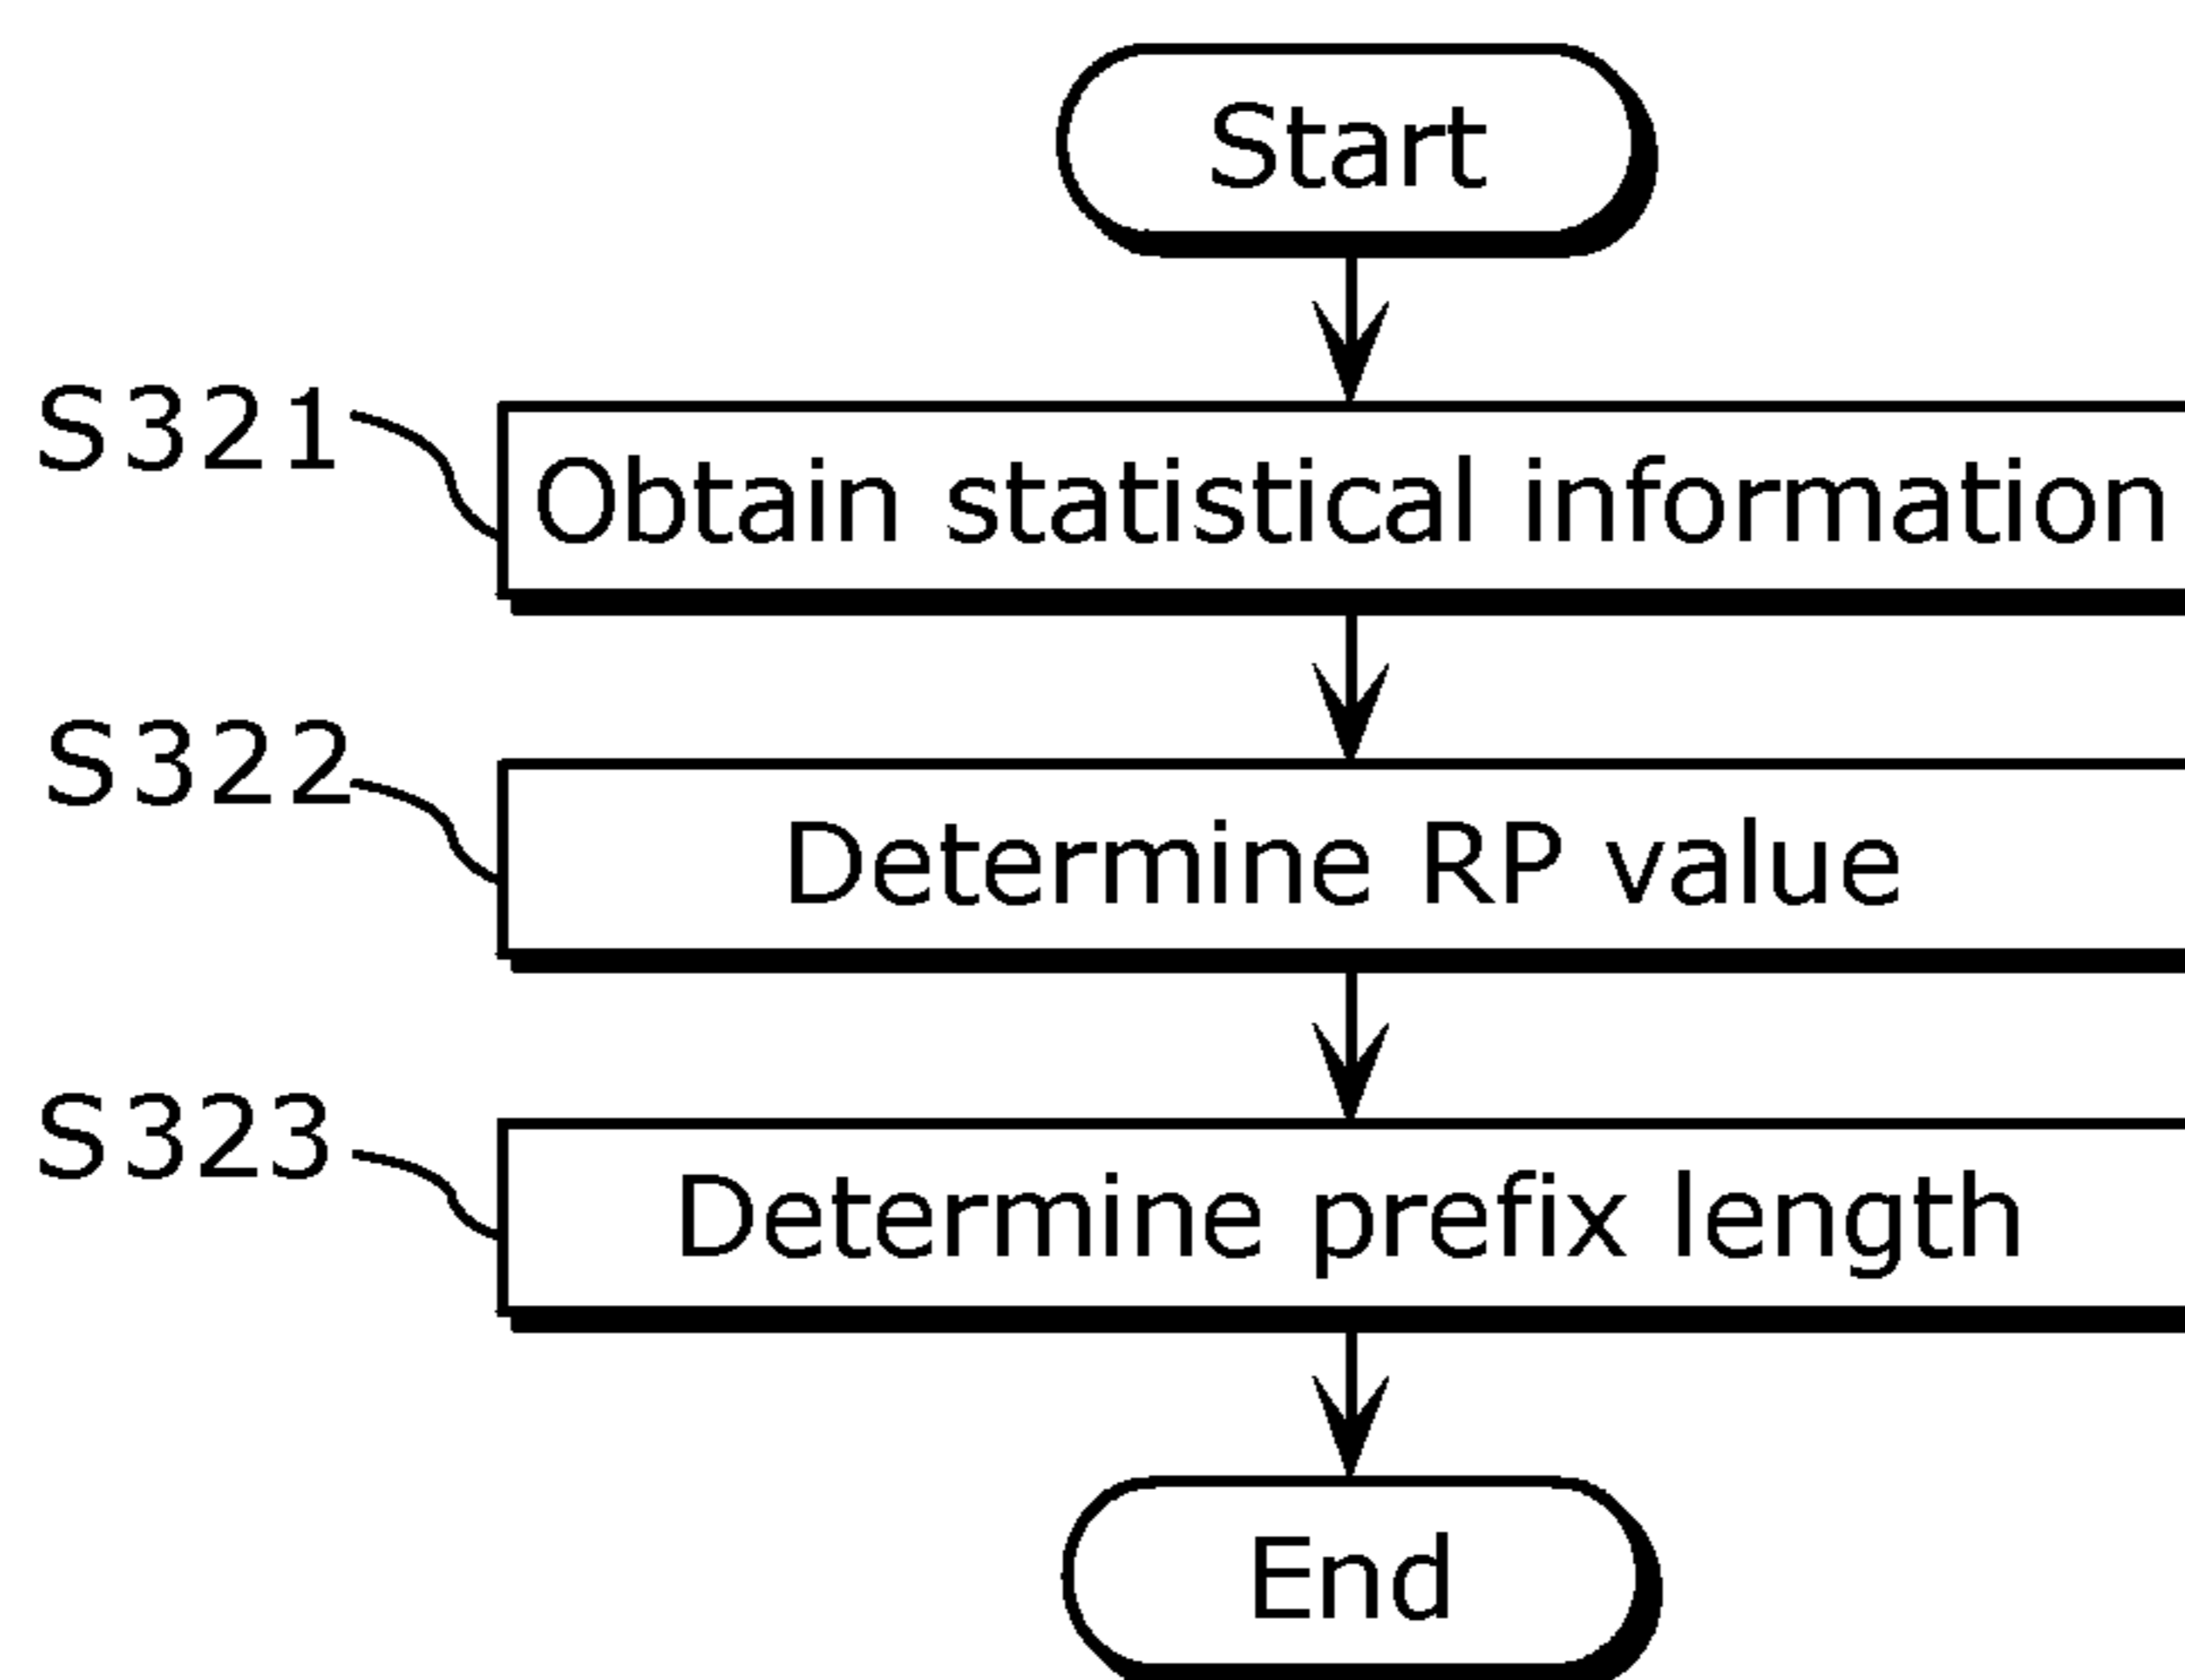 Start
S321
Obtain statistical information
S322
Determine RP value
S323
Determine prefix length
End